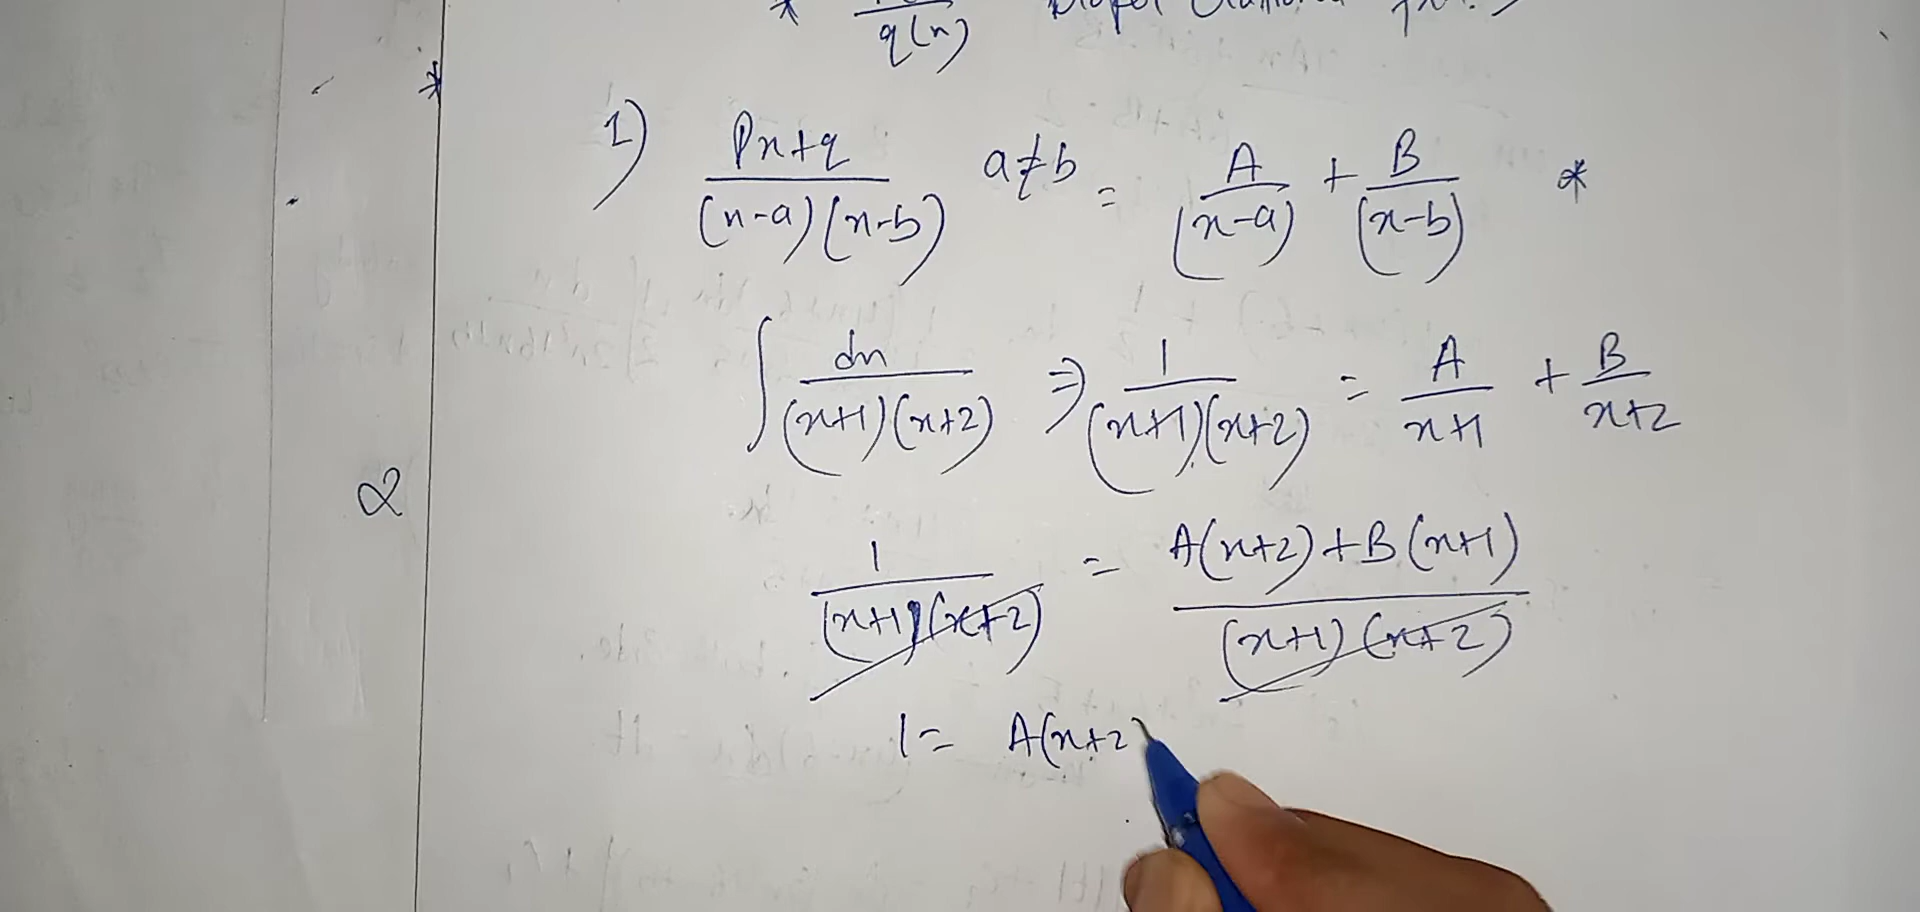 * q(x)
*
1) Px+q/(x-a)(x-b) a≠b = A/(x-a) + B/(x-b) *
∫ dx/(x+1)(x+2) ⇒ 1/(x+1)(x+2) = A/x+1 + B/x+2
α
1/(x+1)(x+2) = A(x+2)+B(x+1)/(x+1)(x+2)
1= A(x+2)